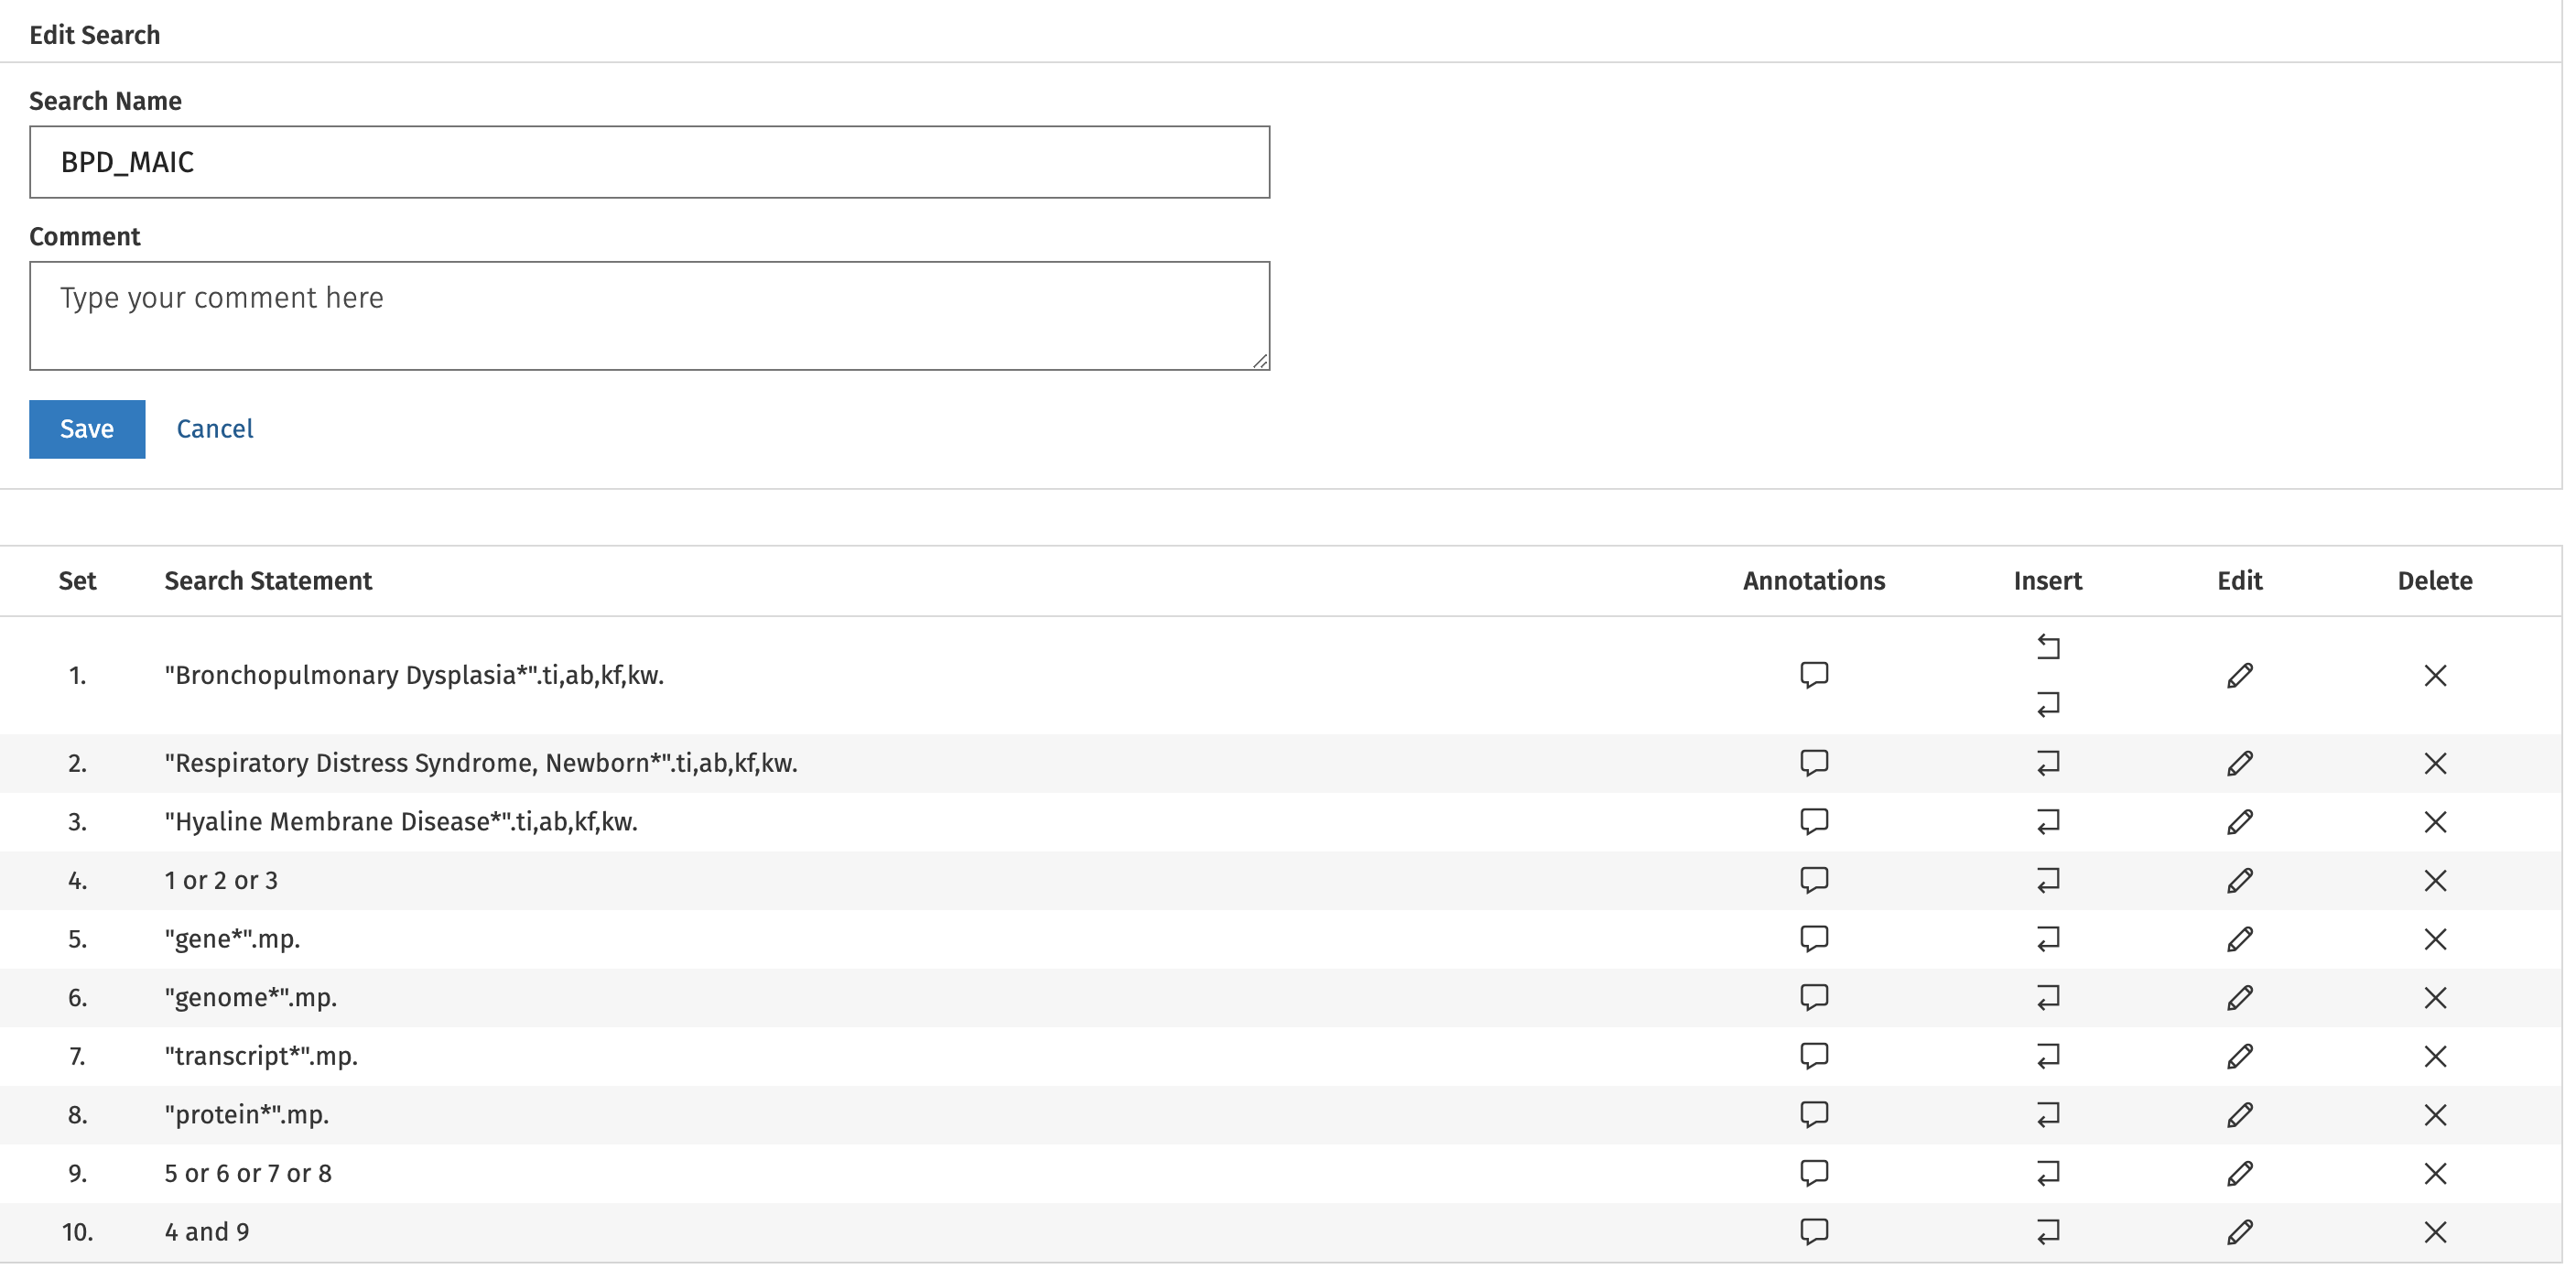 Edit Search
Search Name
BPD_MAIC
Comment
Type your comment here
Save Cancel
Set Search Statement Annotations Insert Edit Delete
1. "Bronchopulmonary Dysplasia*".ti,ab,kf,kw.
2. "Respiratory Distress Syndrome, Newborn*".ti,ab,kf,kw.
3. "Hyaline Membrane Disease*".ti,ab,kf,kw.
4. 1 or 2 or 3
5. "gene*".mp.
6. "genome*".mp.
7. "transcript*".mp.
8. "protein*".mp.
9. 5 or 6 or 7 or 8
10. 4 and 9